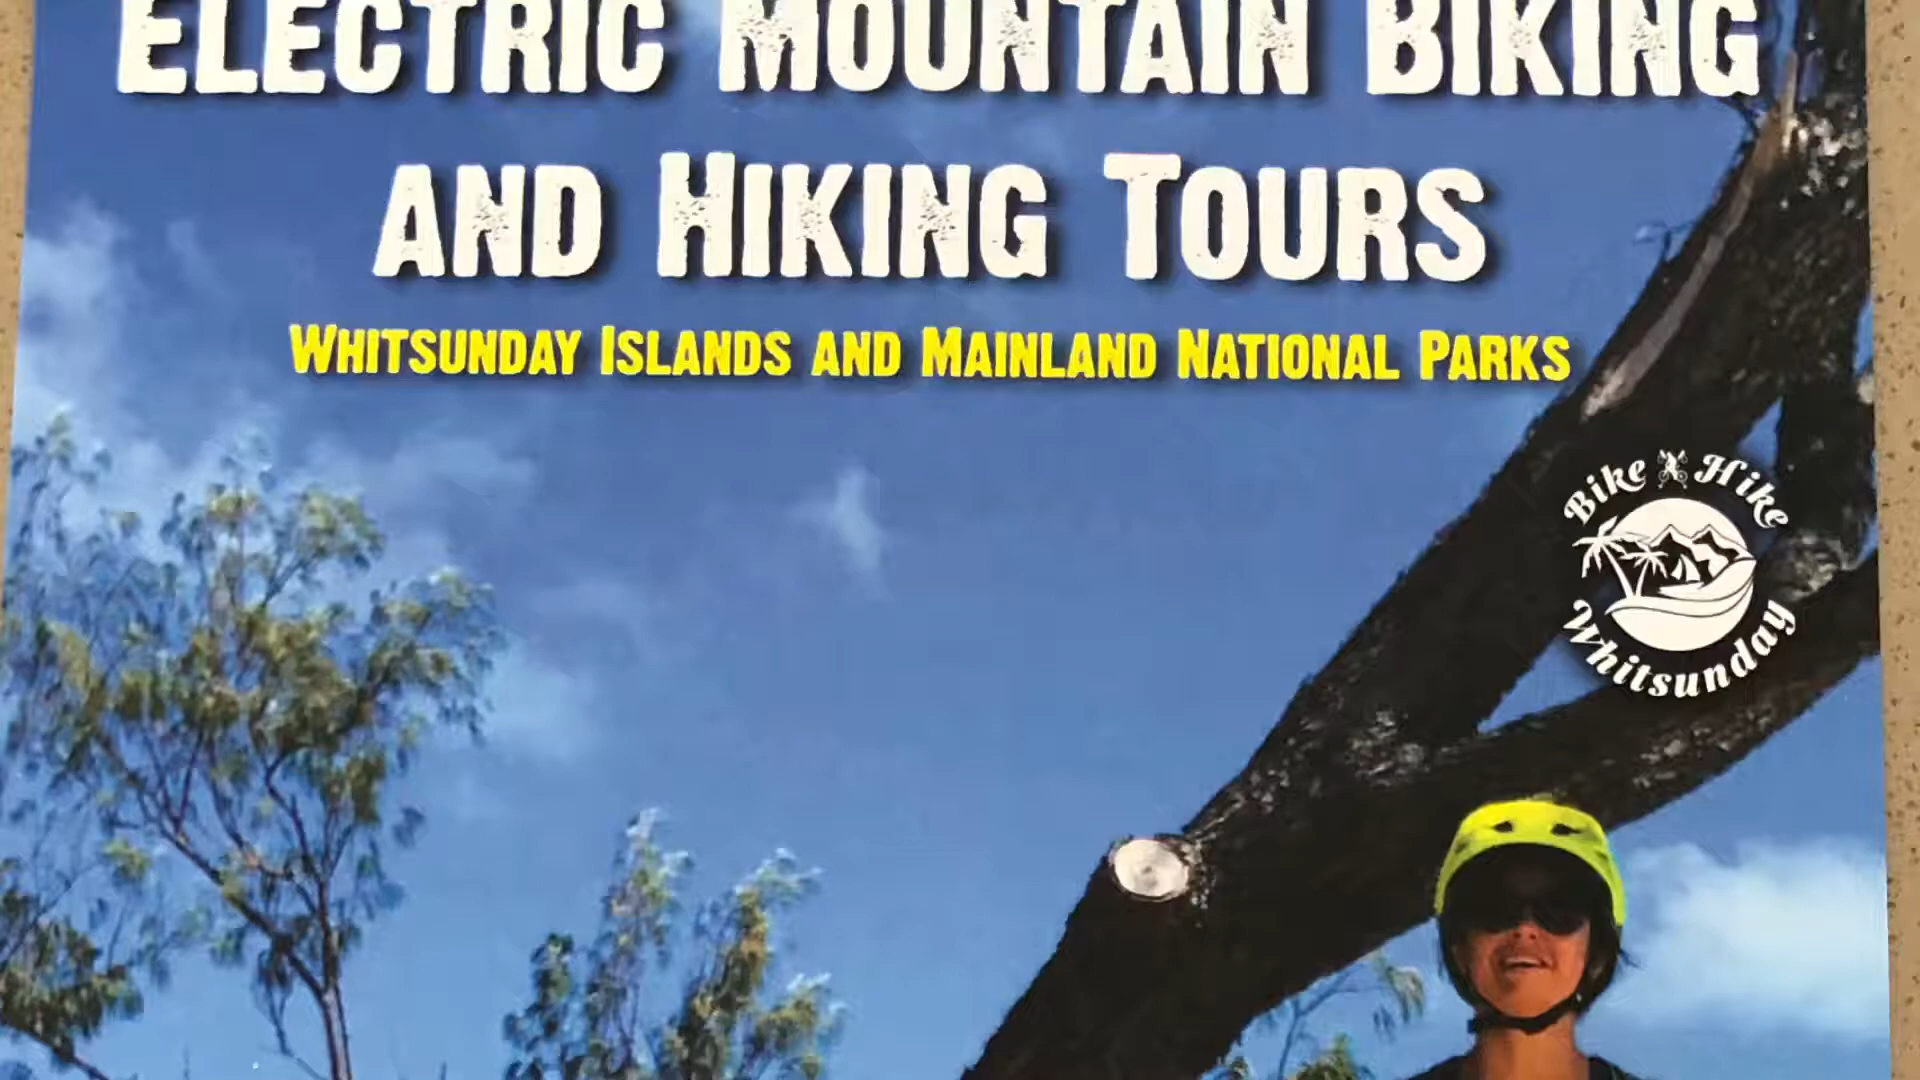 ELECTRIC MOUNTAIN BIKING
AND HIKING TOURS
WHITSUNDAY ISLANDS AND MAINLAND NATIONAL PARKS
Bike Hike
Whitsunday